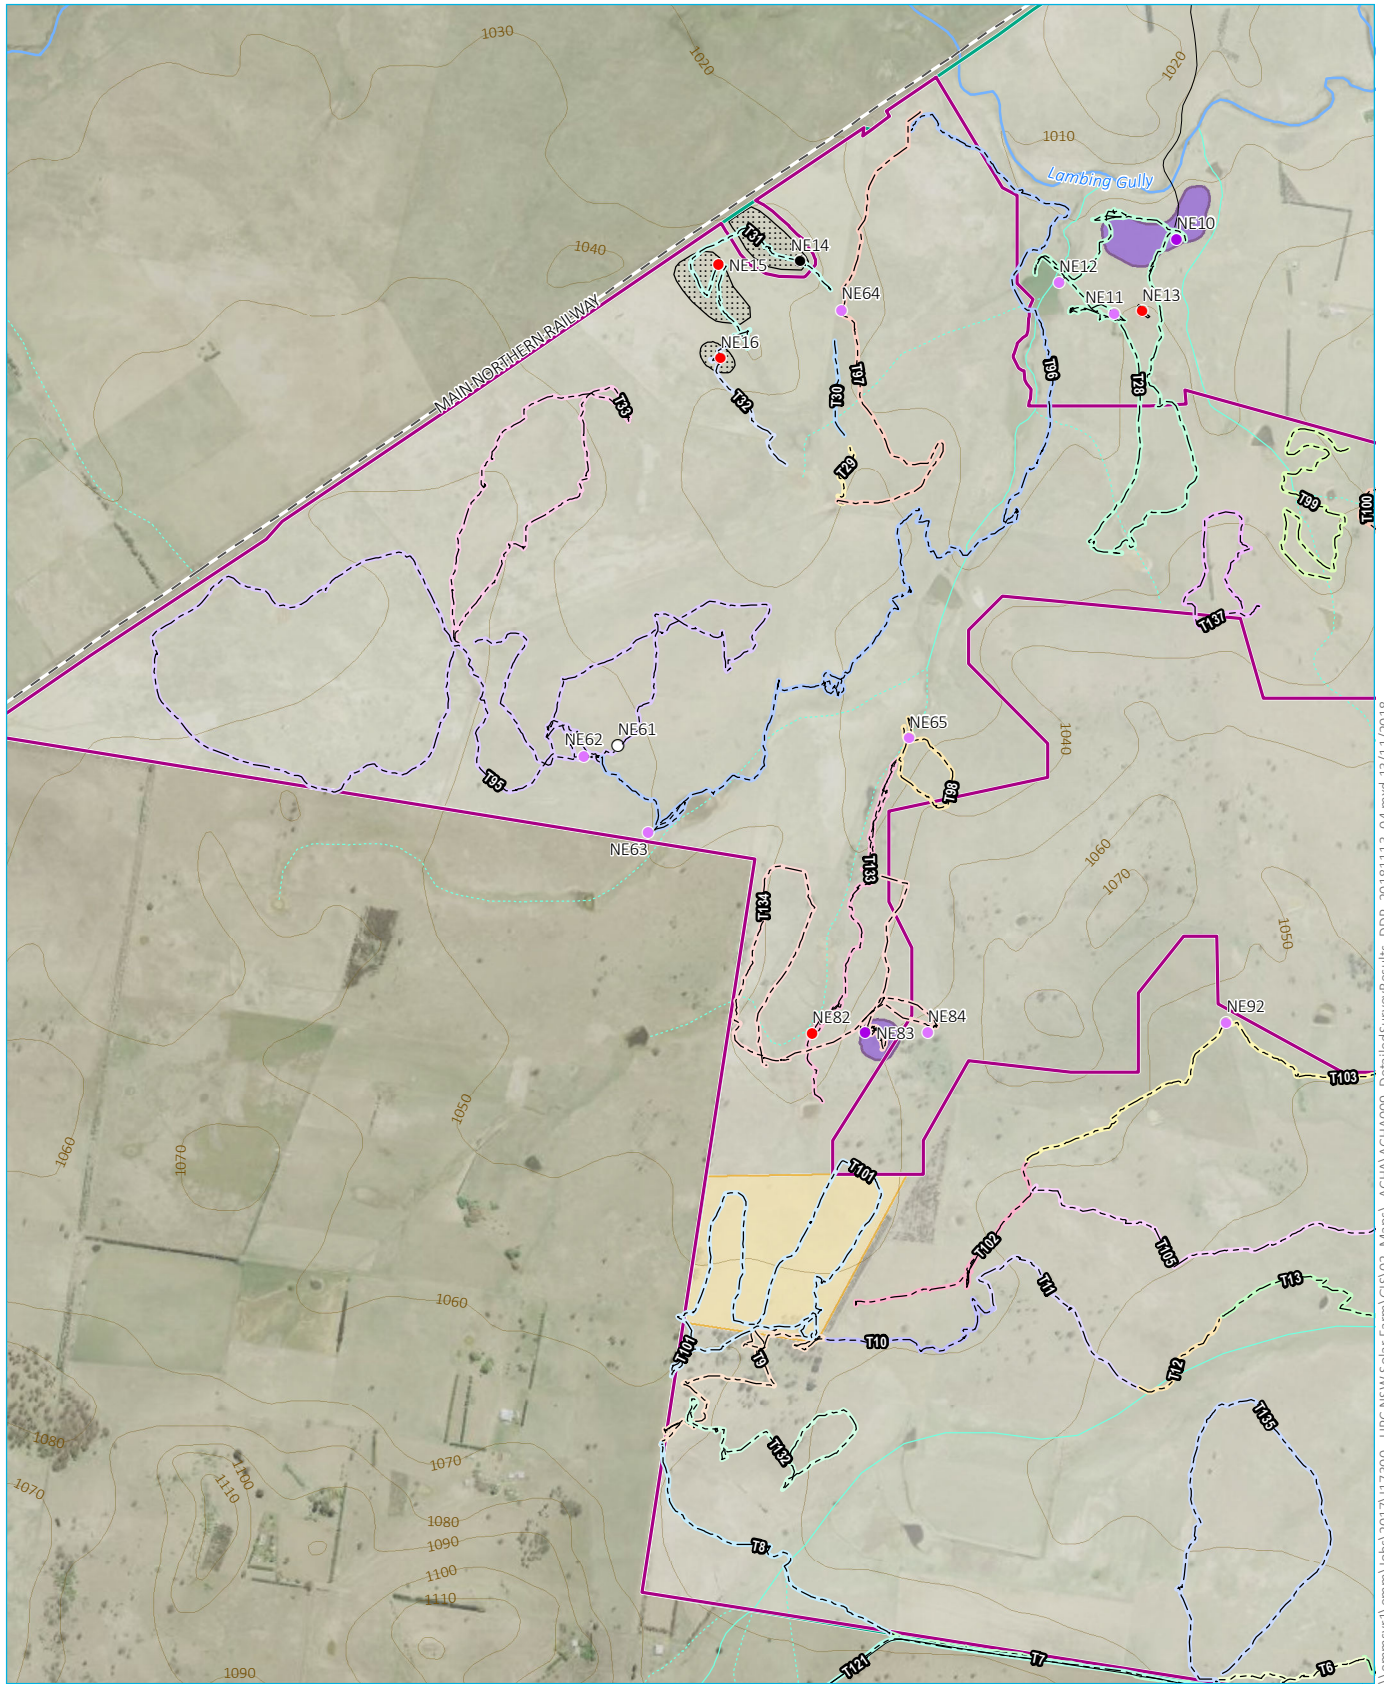 1030
1020
1020
1010
Lambing Gully
T31
NE10
NE14
1040
NE15
NE12
NE64
NE11
NE13
MAIN NORTHERN RAILWAY
NE16
T96
T97
T28
T32
T30
T33
T29
T99
T100
T137
NE65
NE61
NE62
1040
T95
T98
NE63
1060
T133
1070
T134
1050
NE82
NE92
NE83
NE84
T103
1050
1060
1070
T101
T102
T105
T11
T13
1060
T101
T9
T10
T12
T135
1080
T132
1070
1100
1110
1070
1080
1090
T8
1100
1110
T121
T7
T6
1090